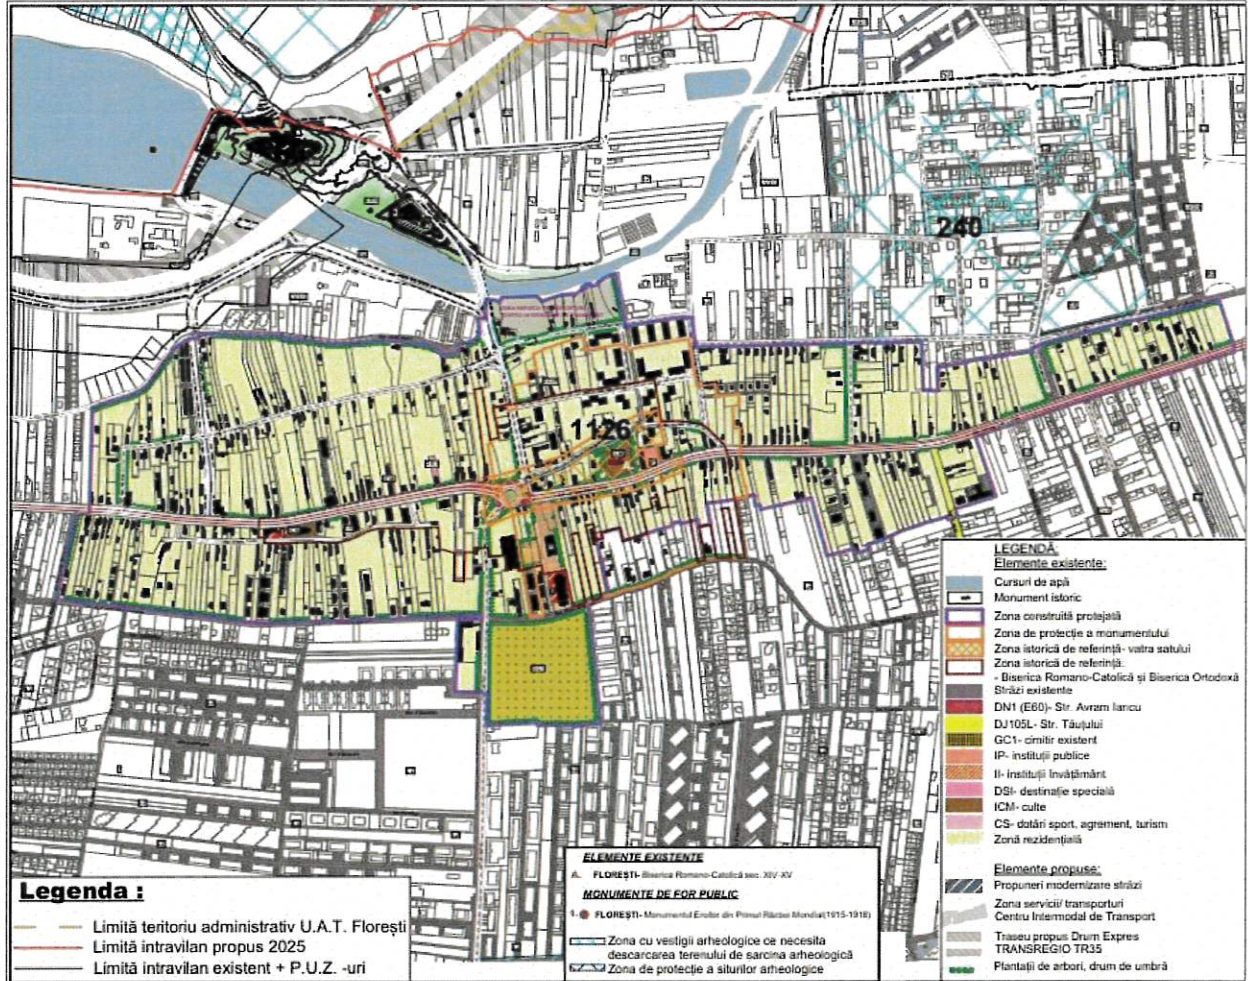 240
1126
LEGENDĂ:
Elemente existente:
Cursuri de apă
Monument istoric
Zona construită protejată
Zona de protecție a monumentului
Zona istorică de referință- vatra satului
Zona istorică de referință:
- Biserica Romano-Catolică și Biserica Ortodoxă
Străzi existente
DN1 (E60)- Str. Avram Iancu
DJ105L- Str. Tăuțului
GC1- cimitir existent
IP- instituții publice
II- instituții învățământ
DSI- destinație specială
ICM- culte
CS- dotări sport, agrement, turism
Zonă rezidențială
Elemente propuse:
Propuneri modernizare străzi
Zona servicii/ transporturi
Centru Intermodal de Transport
Traseu propus Drum Expres
TRANSREGIO TR35
Plantații de arbori, drum de umbră
ELEMENTE EXISTENTE
FLOREȘTI- Biserica Romano-Catolică sec. XIV-XV
MONUMENTE DE FOR PUBLIC
1- FLOREȘTI- Monumentul Eroilor din Primul Război Mondial(1915-1918)
Zona cu vestigii arheologice ce necesita
descarcarea terenului de sarcina arheologică
Zona de protecție a siturilor arheologice
Legenda :
Limită teritoriu administrativ U.A.T. Florești
Limită intravilan propus 2025
Limită intravilan existent + P.U.Z. -uri